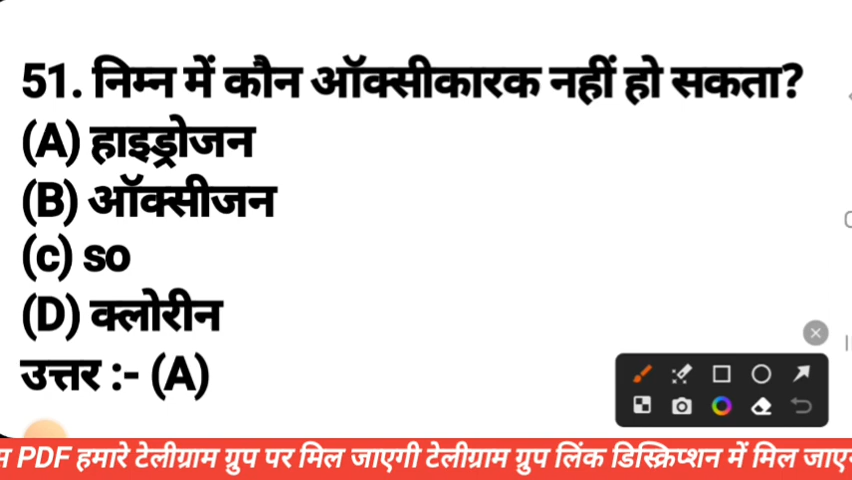 51. निम्न में कौन ऑक्सीकारक नहीं हो सकता?
(A) हाइड्रोजन
(B) ऑक्सीजन
(c) so
(D) क्लोरीन
उत्तर :- (A)
PDF हमारे टेलीग्राम ग्रुप पर मिल जाएगी टेलीग्राम ग्रुप लिंक डिस्क्रिप्शन में मिल